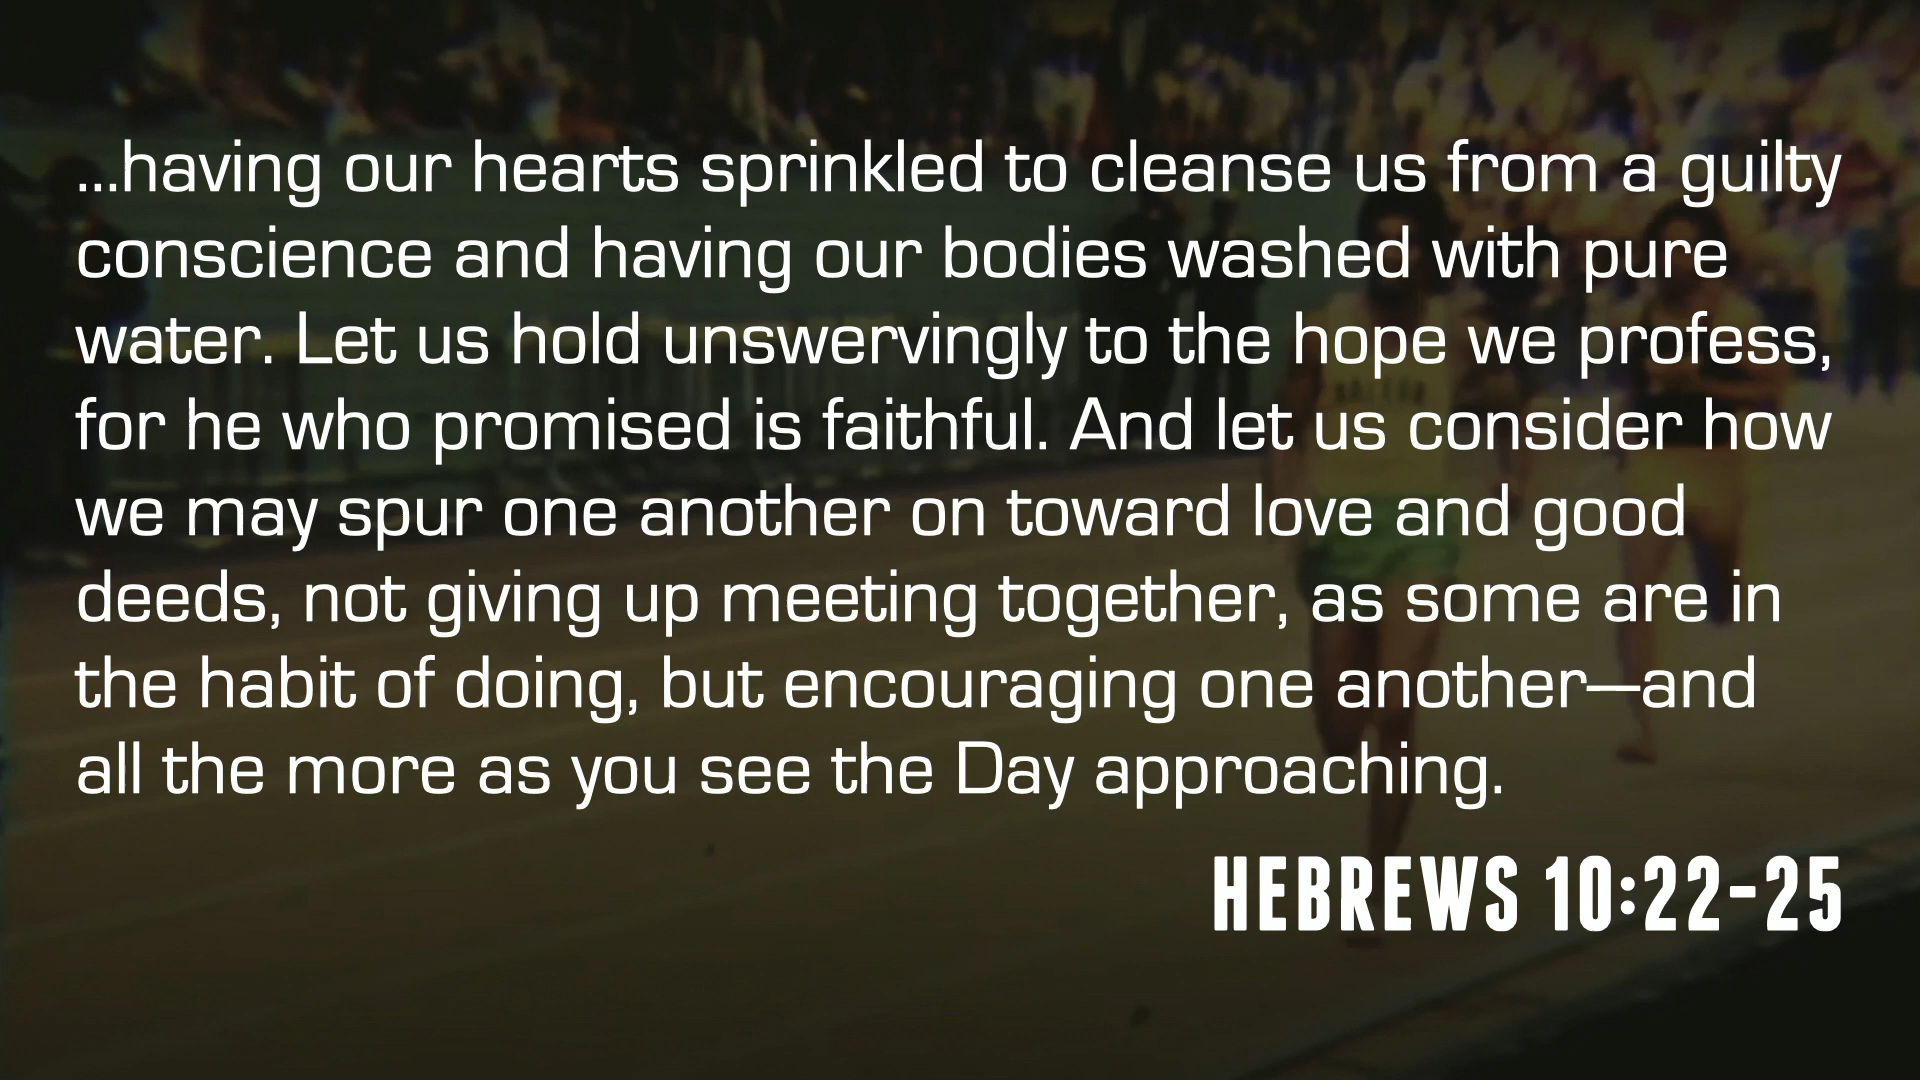 ...having our hearts sprinkled to cleanse us from a guilty
conscience and having our bodies washed with pure
water. Let us hold unswervingly to the hope we profess,
for he who promised is faithful. And let us consider how
we may spur one another on toward love and good
deeds, not giving up meeting together, as some are in
the habit of doing, but encouraging one another—and
all the more as you see the Day approaching.
HEBREWS 10:22-25